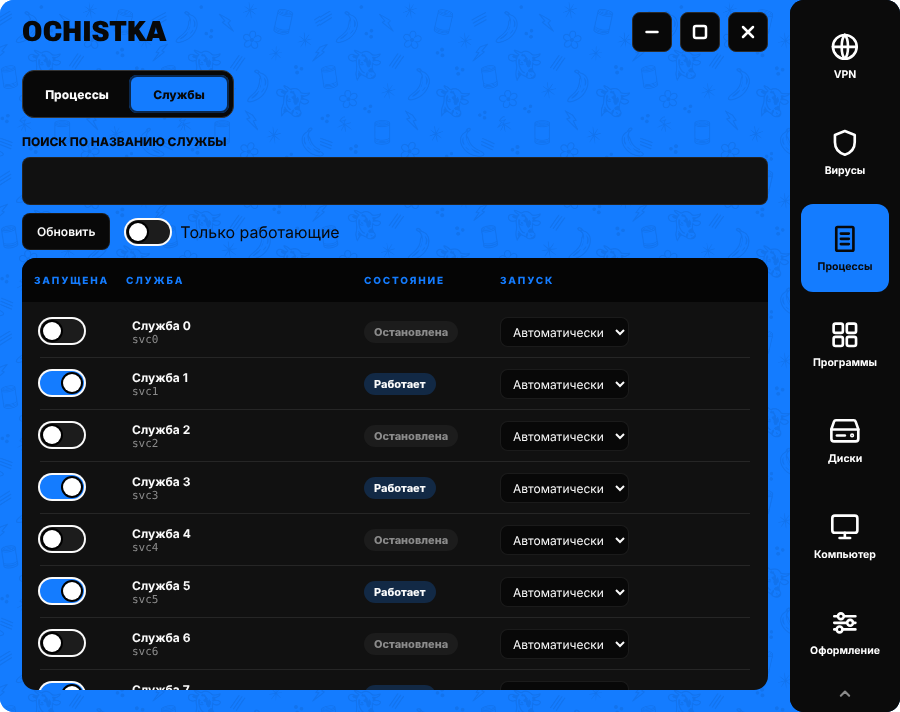 OCHISTKA
Процессы Службы
ПОИСК ПО НАЗВАНИЮ СЛУЖБЫ
Обновить Только работающие
ЗАПУЩЕНА СЛУЖБА СОСТОЯНИЕ ЗАПУСК
Служба 0 Остановлена Автоматически
svc0
Служба 1 Работает Автоматически
svc1
Служба 2 Остановлена Автоматически
svc2
Служба 3 Работает Автоматически
svc3
Служба 4 Остановлена Автоматически
svc4
Служба 5 Работает Автоматически
svc5
Служба 6 Остановлена Автоматически
svc6
Служба 7
VPN
Вирусы
Процессы
Программы
Диски
Компьютер
Оформление